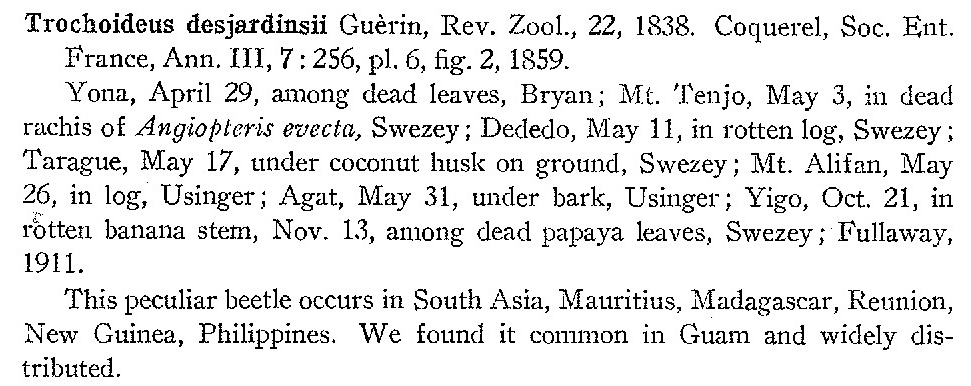 Trochoideus desjardinsii Guèrin, Rev. Zool., 22, 1838. Coquerel, Soc. Ent.
France, Ann. III, 7: 256, pl. 6, fig. 2, 1859.
Yona, April 29, among dead leaves, Bryan; Mt. Tenjo, May 3, in dead
rachis of Angiopteris evecta, Swezey; Dededo, May 11, in rotten log, Swezey;
Tarague, May 17, under coconut husk on ground, Swezey; Mt. Alifan, May
26, in log, Usinger; Agat, May 31, under bark, Usinger; Yigo, Oct. 21, in
rotten banana stem, Nov. 13, among dead papaya leaves, Swezey; Fullaway,
1911.
This peculiar beetle occurs in South Asia, Mauritius, Madagascar, Reunion,
New Guinea, Philippines. We found it common in Guam and widely dis-
tributed.